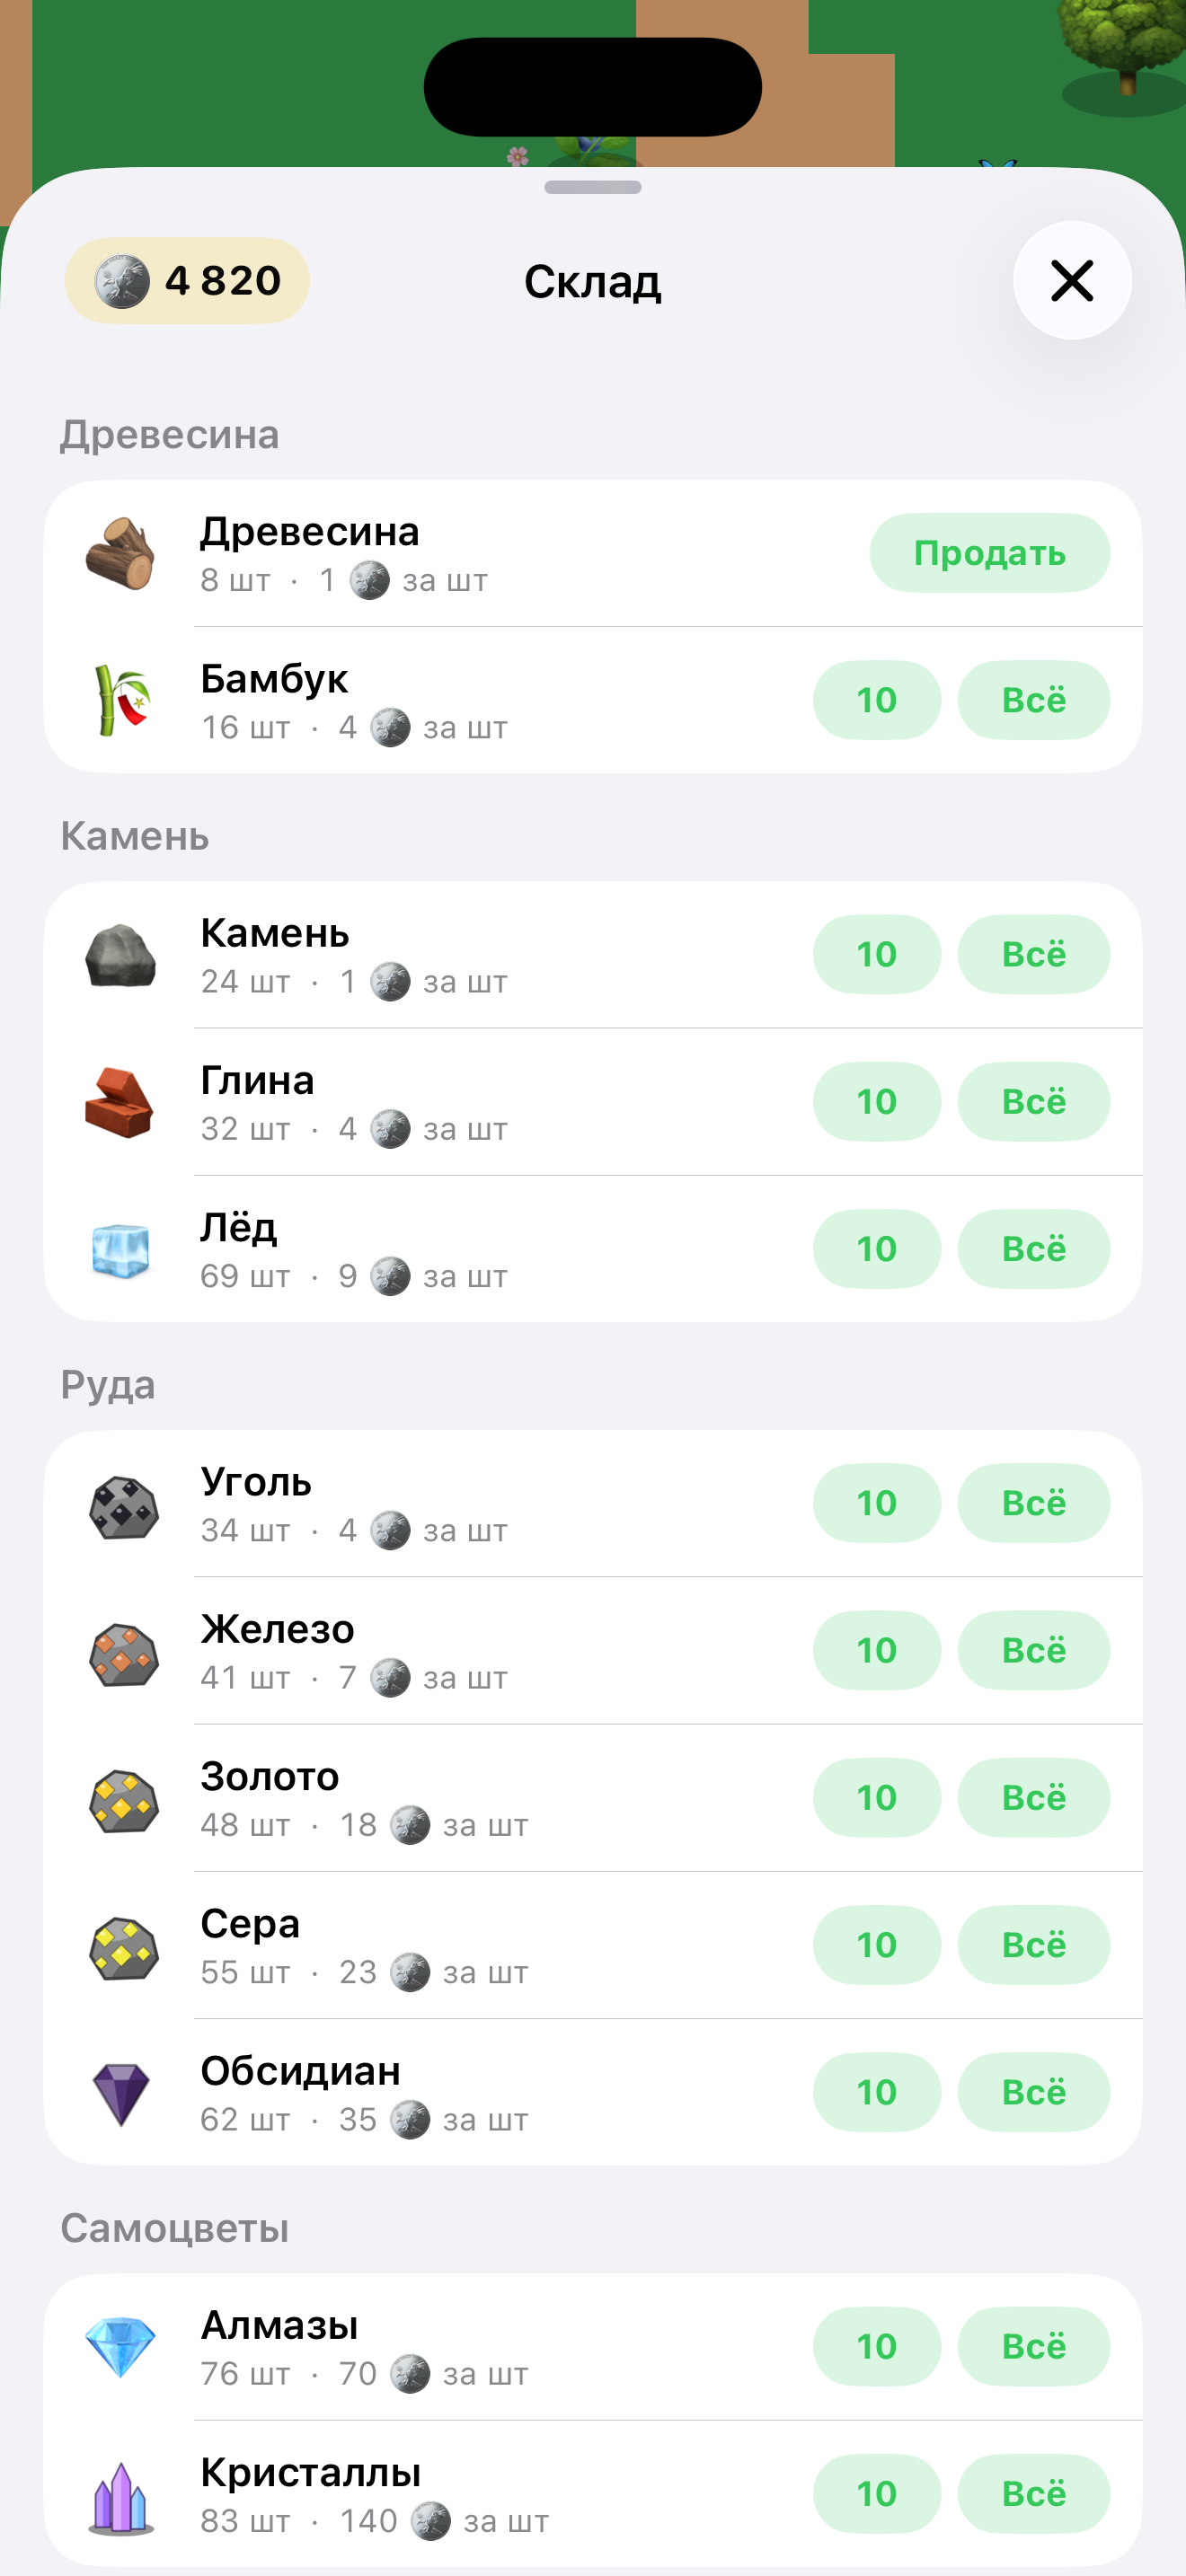 4 820
Склад
Древесина
Древесина
8 шт · 1 за шт
Продать
Бамбук
16 шт · 4 за шт
10 Всё
Камень
Камень
24 шт · 1 за шт
10 Всё
Глина
32 шт · 4 за шт
10 Всё
Лёд
69 шт · 9 за шт
10 Всё
Руда
Уголь
34 шт · 4 за шт
10 Всё
Железо
41 шт · 7 за шт
10 Всё
Золото
48 шт · 18 за шт
10 Всё
Сера
55 шт · 23 за шт
10 Всё
Обсидиан
62 шт · 35 за шт
10 Всё
Самоцветы
Алмазы
76 шт · 70 за шт
10 Всё
Кристаллы
83 шт · 140 за шт
10 Всё